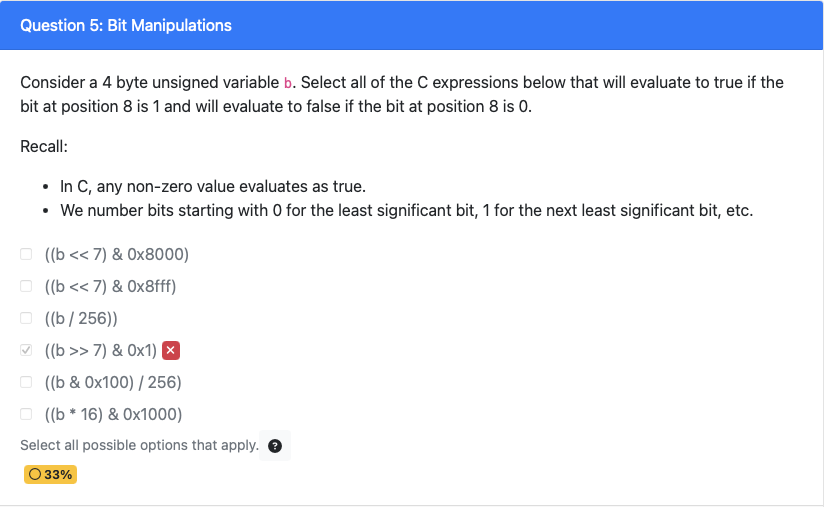 Question 5: Bit Manipulations
Consider a 4 byte unsigned variable b. Select all of the C expressions below that will evaluate to true if the
bit at position 8 is 1 and will evaluate to false if the bit at position 8 is 0.
Recall:
• In C, any non-zero value evaluates as true.
• We number bits starting with 0 for the least significant bit, 1 for the next least significant bit, etc.
((b << 7) & 0x8000)
((b << 7) & 0x8fff)
((b / 256))
((b >> 7) & 0x1)
((b & 0x100) / 256)
((b * 16) & 0x1000)
Select all possible options that apply. ?
33%